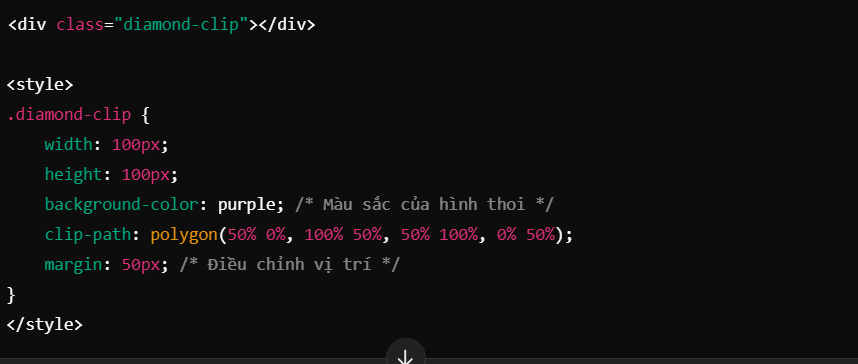 <div class="diamond-clip"></div>
<style>
.diamond-clip {
    width: 100px;
    height: 100px;
    background-color: purple; /* Màu sắc của hình thoi */
    clip-path: polygon(50% 0%, 100% 50%, 50% 100%, 0% 50%);
    margin: 50px; /* Điều chỉnh vị trí */
}
</style>